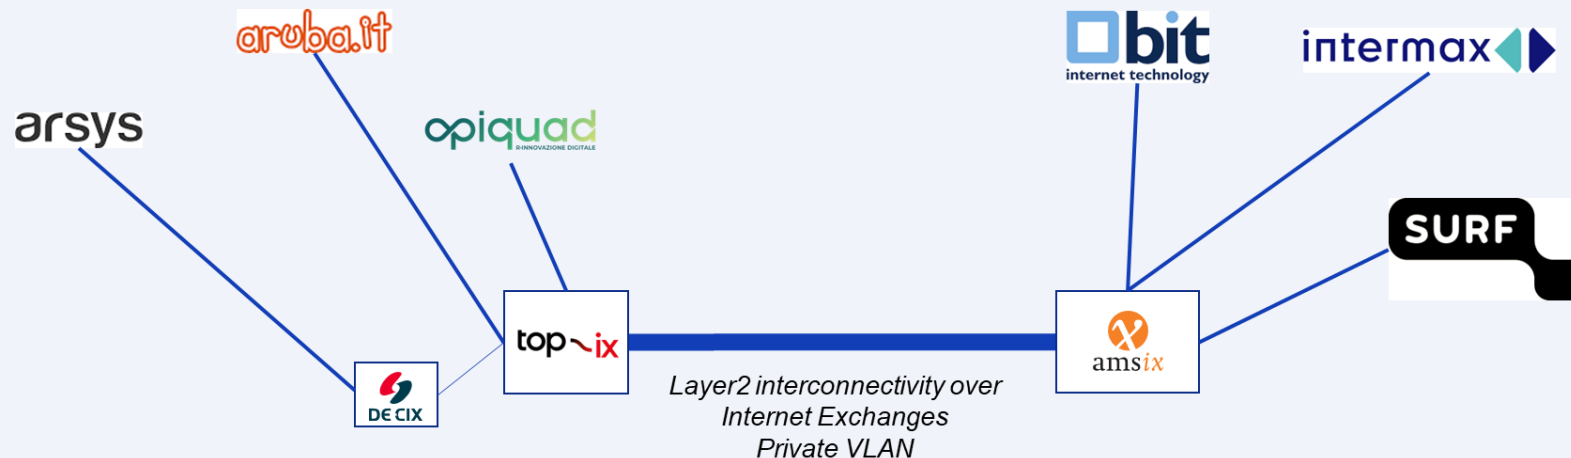 aruba.it
bit
internet technology
intermax
arsys
opiquad
R-INNOVAZIONE DIGITALE
SURF
top ix
amsix
DE CIX
Layer2 interconnectivity over
Internet Exchanges
Private VLAN